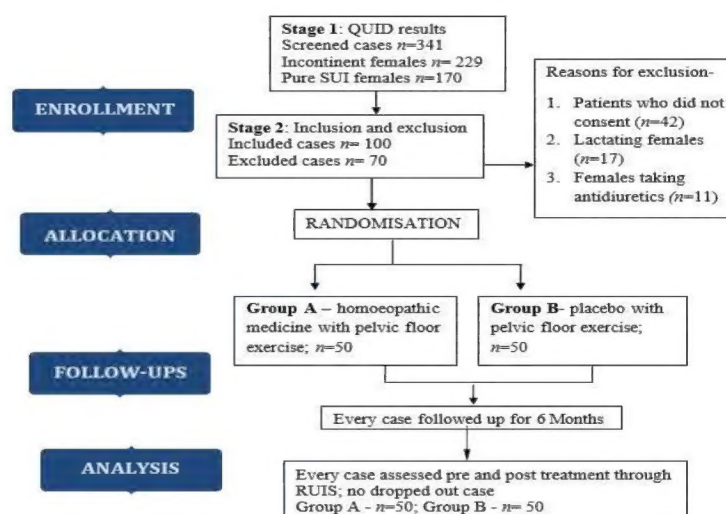 Stage 1: QUID results
Screened cases n=341
Incontinent females n= 229
Pure SUI females n=170
ENROLLMENT
Stage 2: Inclusion and exclusion
Included cases n= 100
Excluded cases n= 70
Reasons for exclusion-
1. Patients who did not
consent (n=42)
2. Lactating females
(n=17)
3. Females taking
antidiuretics (n=11)
ALLOCATION
RANDOMISATION
Group A – homoeopathic
medicine with pelvic floor
exercise; n=50
Group B- placebo with
pelvic floor exercise;
n=50
FOLLOW-UPS
Every case followed up for 6 Months
ANALYSIS
Every case assessed pre and post treatment through
RUIS; no dropped out case
Group A - n=50; Group B - n= 50